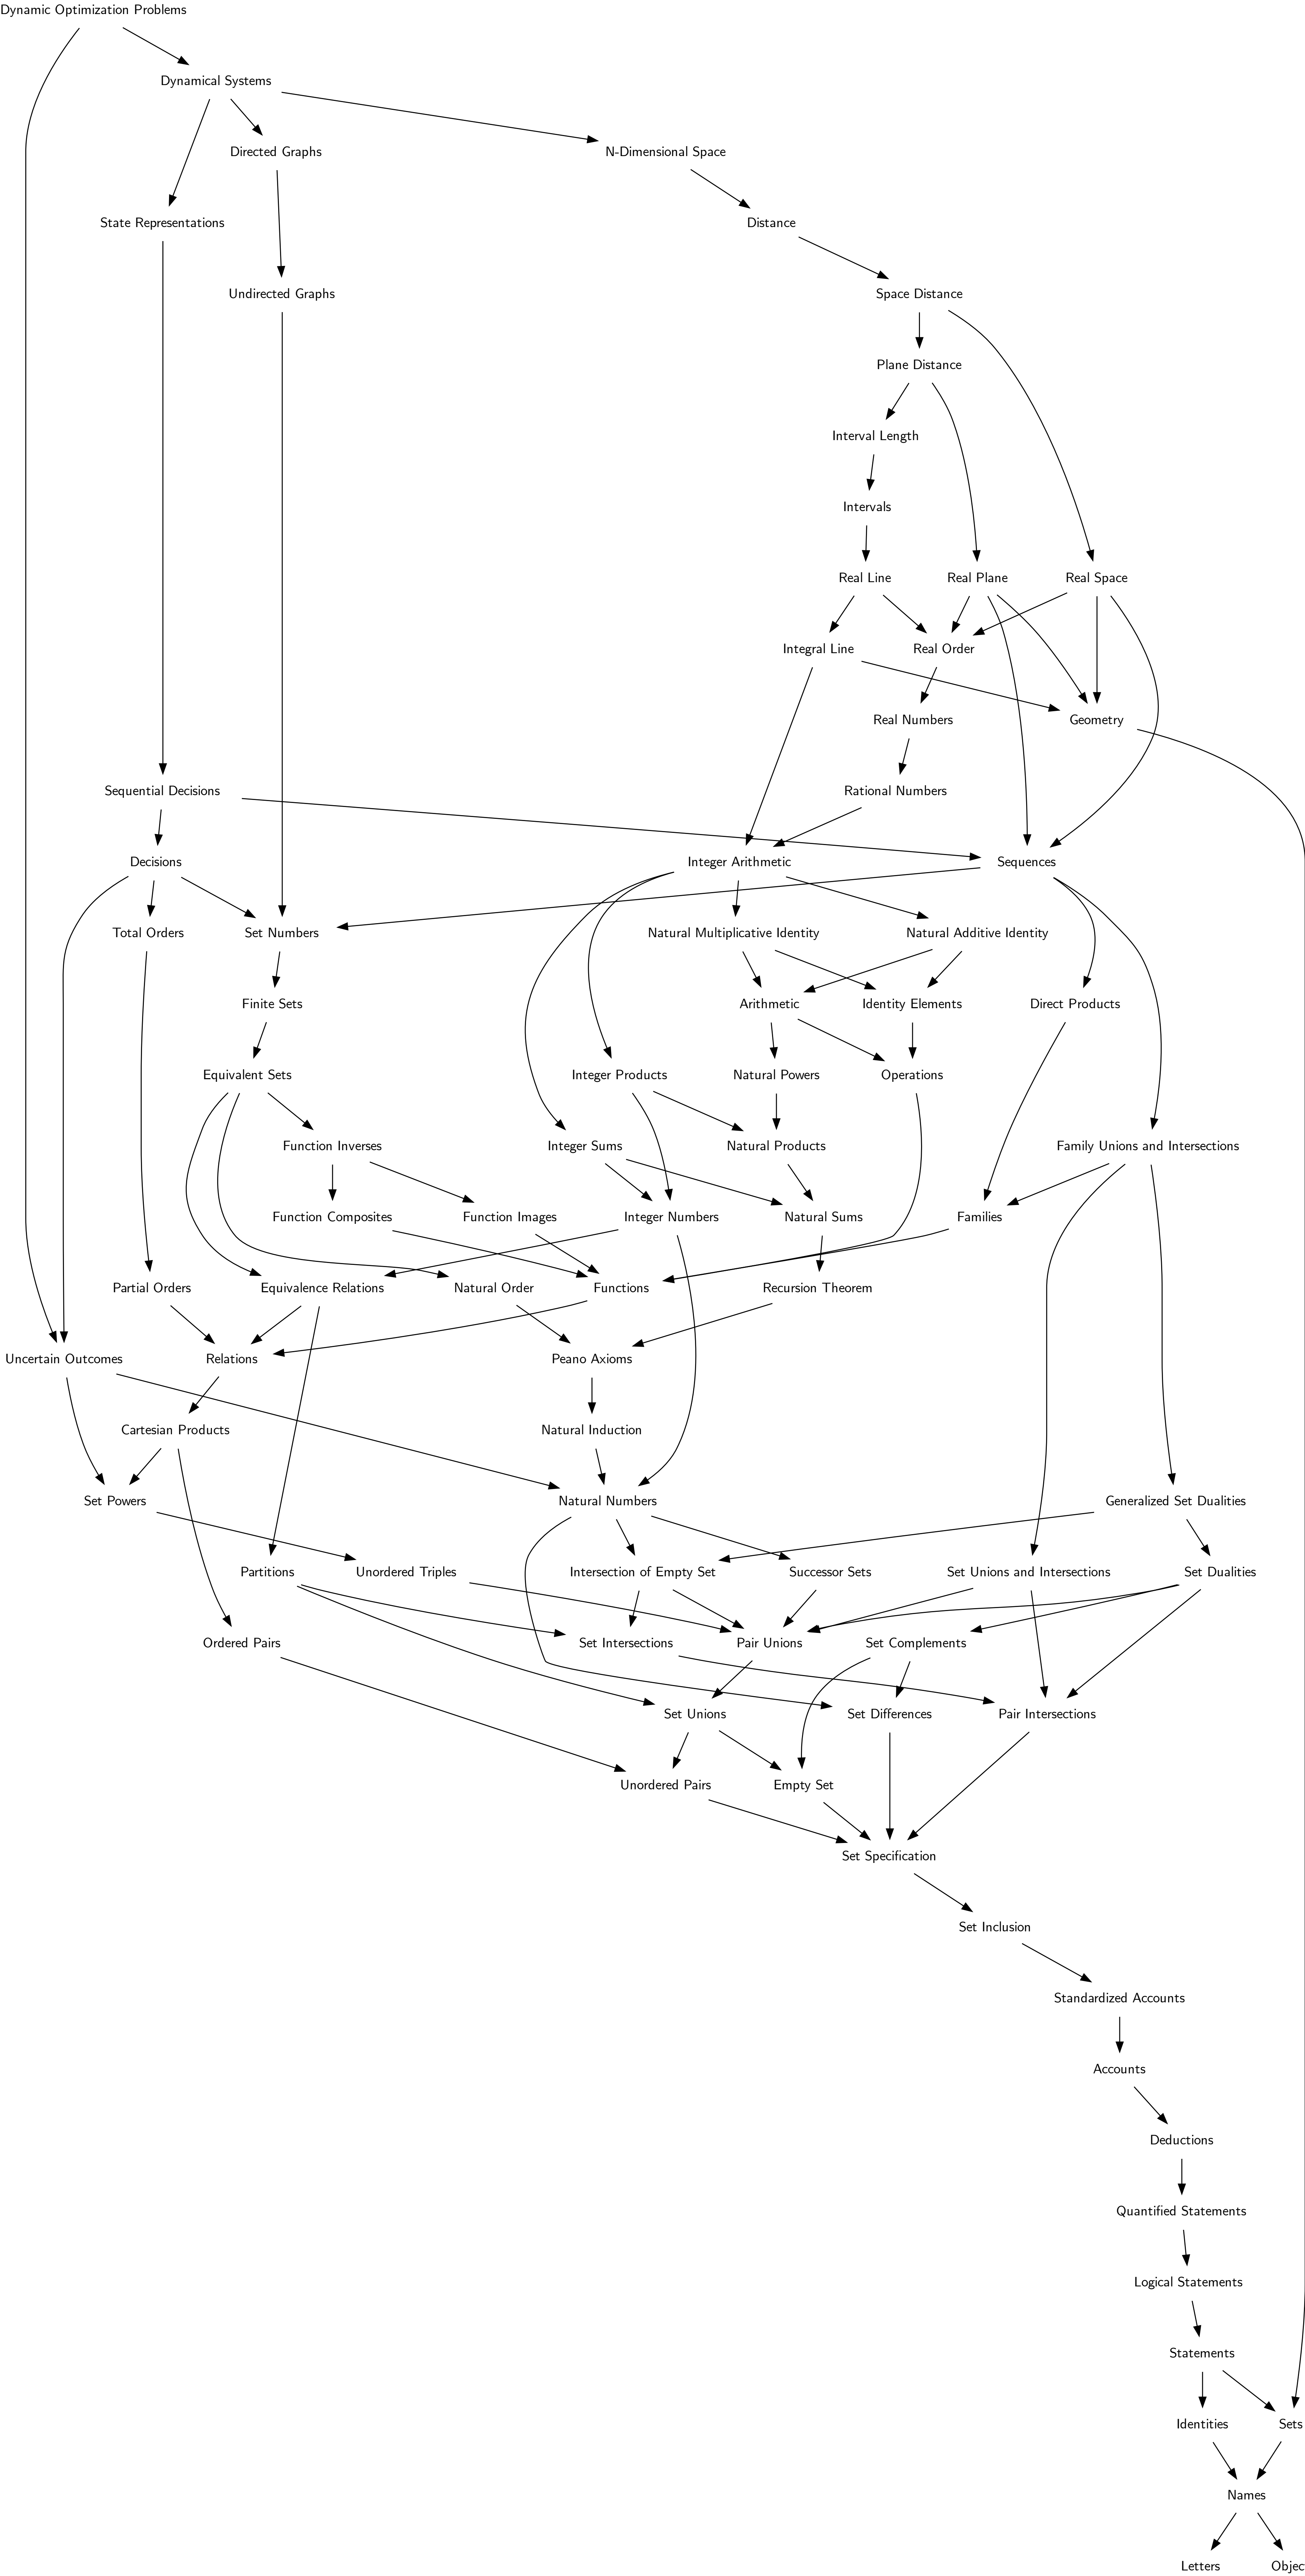 Dynamic Optimization Problems
Dynamical Systems
Directed Graphs
N-Dimensional Space
State Representations
Distance
Undirected Graphs
Space Distance
Plane Distance
Interval Length
Intervals
Real Line
Real Plane
Real Space
Integral Line
Real Order
Real Numbers
Geometry
Sequential Decisions
Rational Numbers
Decisions
Integer Arithmetic
Sequences
Total Orders
Set Numbers
Natural Multiplicative Identity
Natural Additive Identity
Finite Sets
Arithmetic
Identity Elements
Direct Products
Equivalent Sets
Integer Products
Natural Powers
Operations
Function Inverses
Integer Sums
Natural Products
Family Unions and Intersections
Function Composites
Function Images
Integer Numbers
Natural Sums
Families
Partial Orders
Equivalence Relations
Natural Order
Functions
Recursion Theorem
Uncertain Outcomes
Relations
Peano Axioms
Cartesian Products
Natural Induction
Set Powers
Natural Numbers
Generalized Set Dualities
Partitions
Unordered Triples
Intersection of Empty Set
Successor Sets
Set Unions and Intersections
Set Dualities
Ordered Pairs
Set Intersections
Pair Unions
Set Complements
Set Unions
Set Differences
Pair Intersections
Unordered Pairs
Empty Set
Set Specification
Set Inclusion
Standardized Accounts
Accounts
Deductions
Quantified Statements
Logical Statements
Statements
Identities
Sets
Names
Letters
Objec